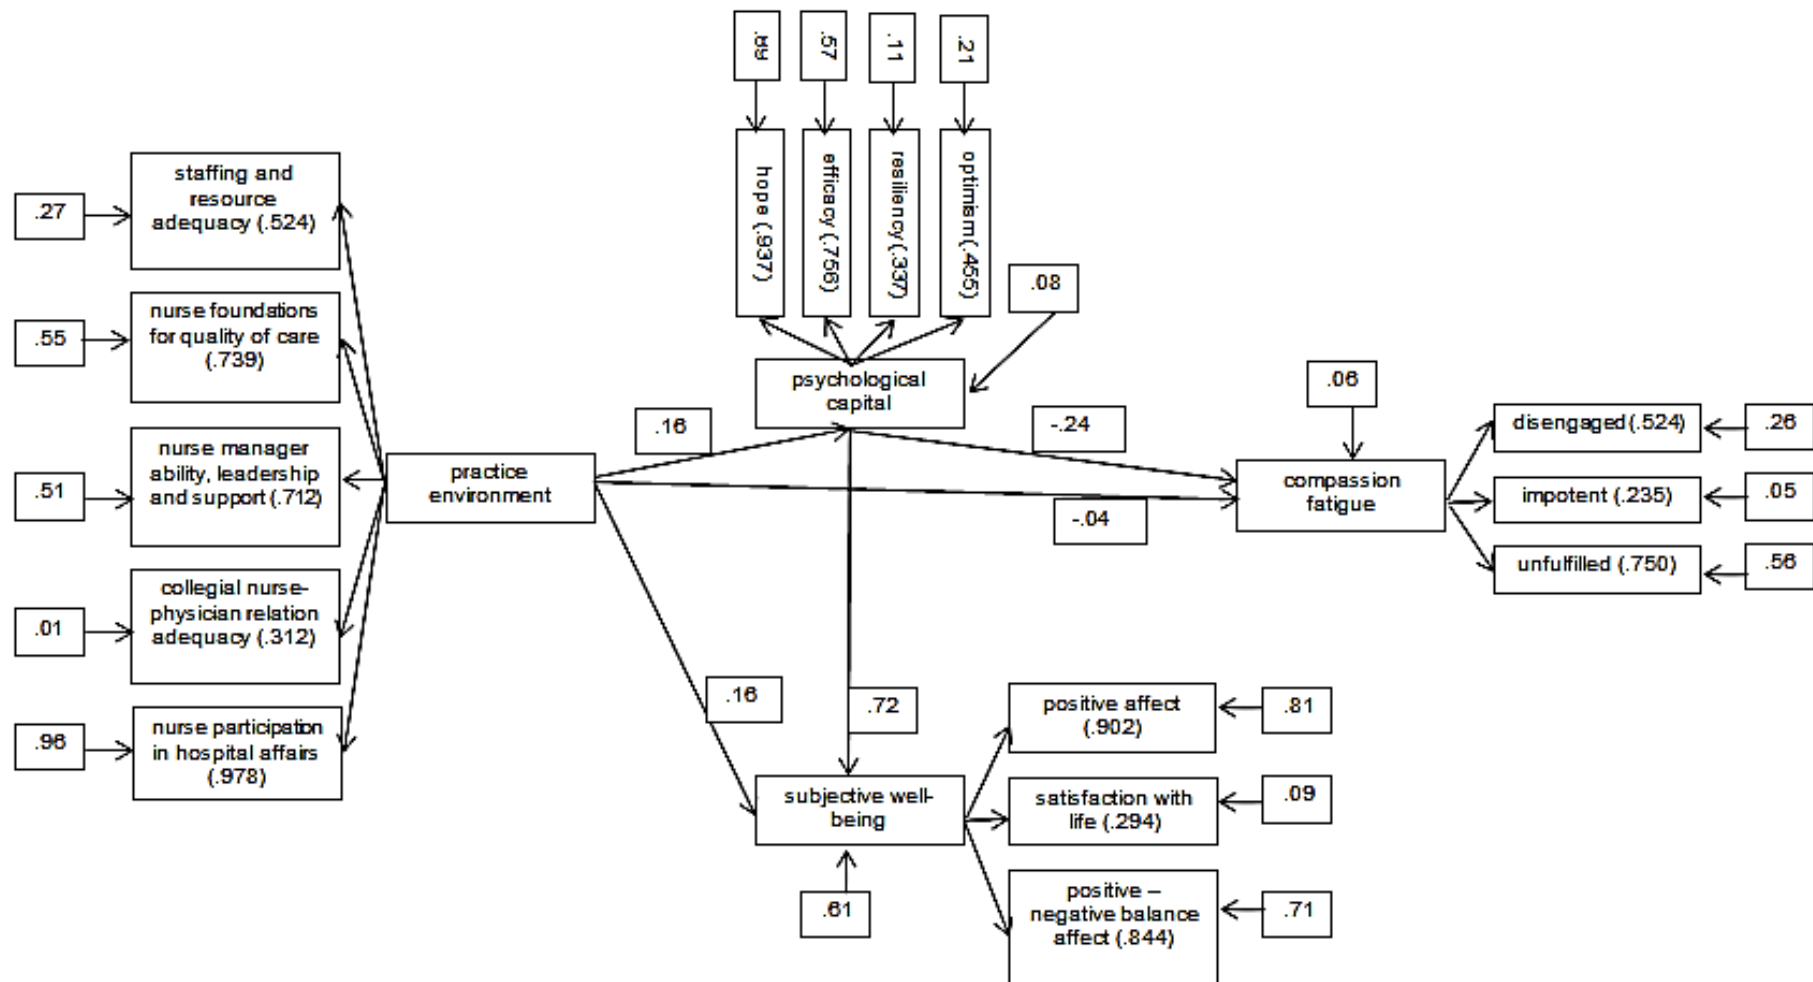 .89
.57
.11
.21
hope (.937)
efficacy (.756)
resiliency (.337)
optimism(.455)
staffing and
resource
adequacy (.524)
.27
nurse foundations
for quality of care
(.739)
.55
nurse manager
ability, leadership
and support (.712)
.51
collegial nurse-
physician relation
adequacy (.312)
.01
nurse participation
in hospital affairs
(.978)
.96
practice
environment
.16
psychological
capital
.08
-.24
-.04
.06
compassion
fatigue
disengaged (.524)
.26
impotent (.235)
.05
unfulfilled (.750)
.56
.16
.72
subjective well-
being
.61
positive affect
(.902)
.81
satisfaction with
life (.294)
.09
positive –
negative balance
affect (.844)
.71